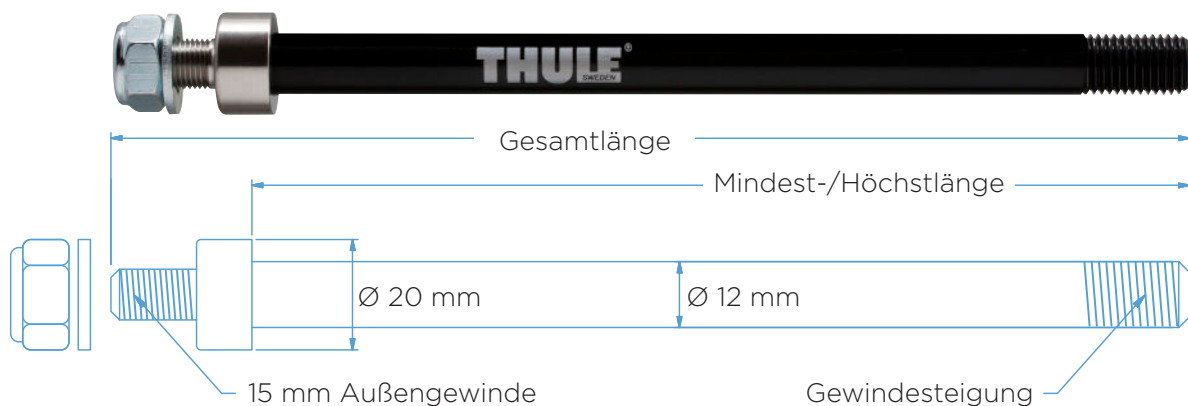 THULE®
SWEDEN
Gesamtlänge
Mindest-/Höchstlänge
Ø 20 mm
Ø 12 mm
15 mm Außengewinde
Gewindesteigung